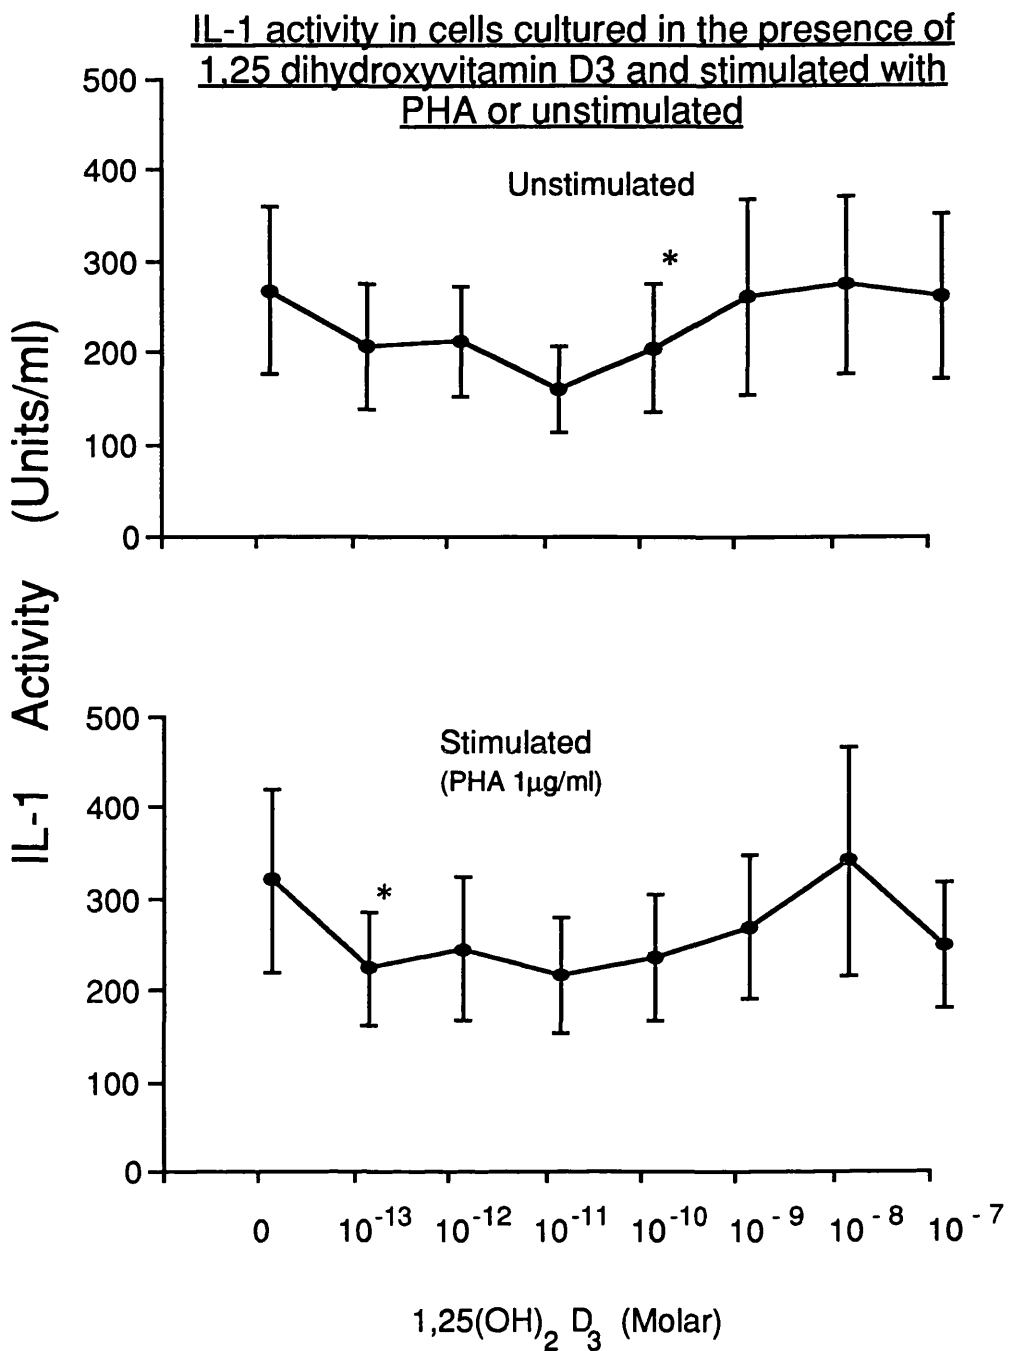 IL-1 activity in cells cultured in the presence of
1,25 dihydroxyvitamin D3 and stimulated with
PHA or unstimulated
IL-1 Activity (Units/ml)
500
400
300
200
100
0
Unstimulated
*
500
400
300
200
100
0
Stimulated
(PHA 1µg/ml)
*
0 10⁻¹³ 10⁻¹² 10⁻¹¹ 10⁻¹⁰ 10⁻⁹ 10⁻⁸ 10⁻⁷
1,25(OH)₂ D₃ (Molar)